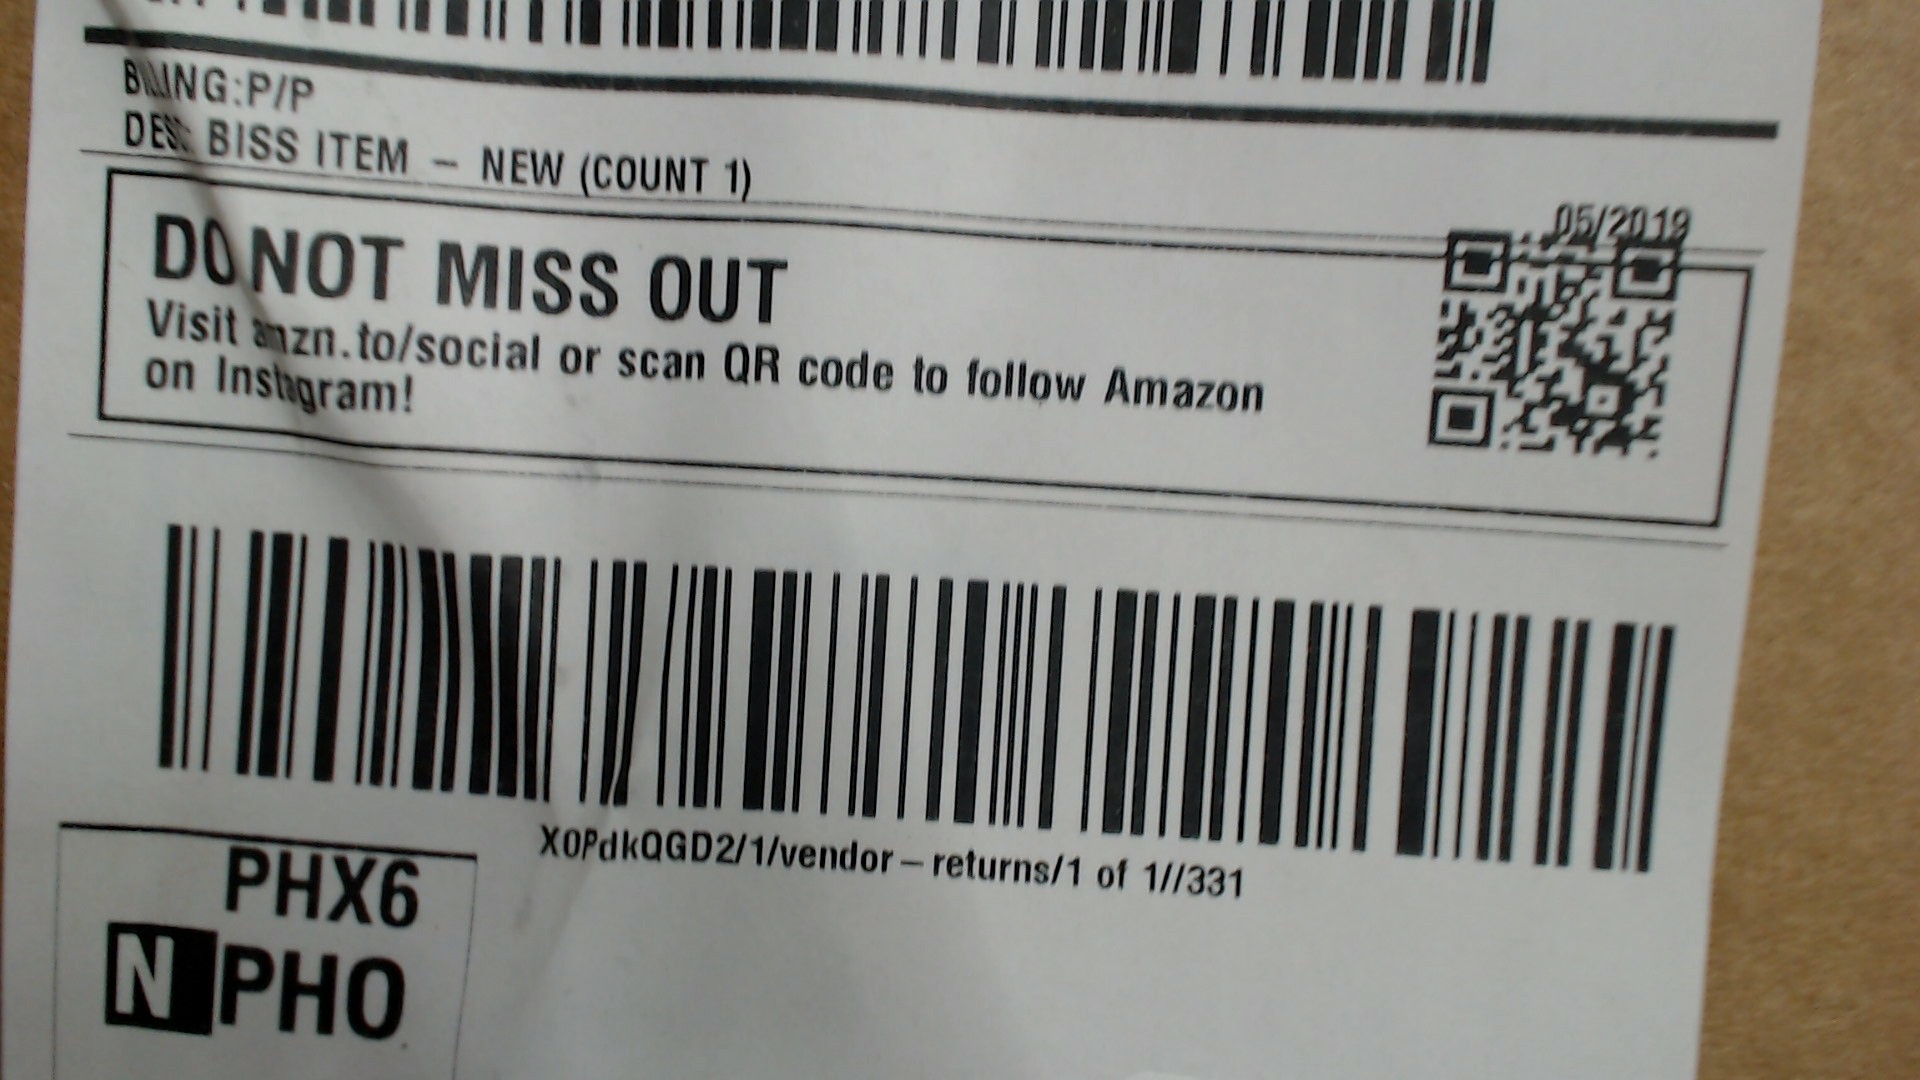 BILLING:P/P
DES: BISS ITEM - NEW (COUNT 1)
05/2019
DO NOT MISS OUT
Visit amzn.to/social or scan QR code to follow Amazon
on Instagram!
X0PdkQGD2/1/vendor-returns/1 of 1//331
PHX6
N PHO